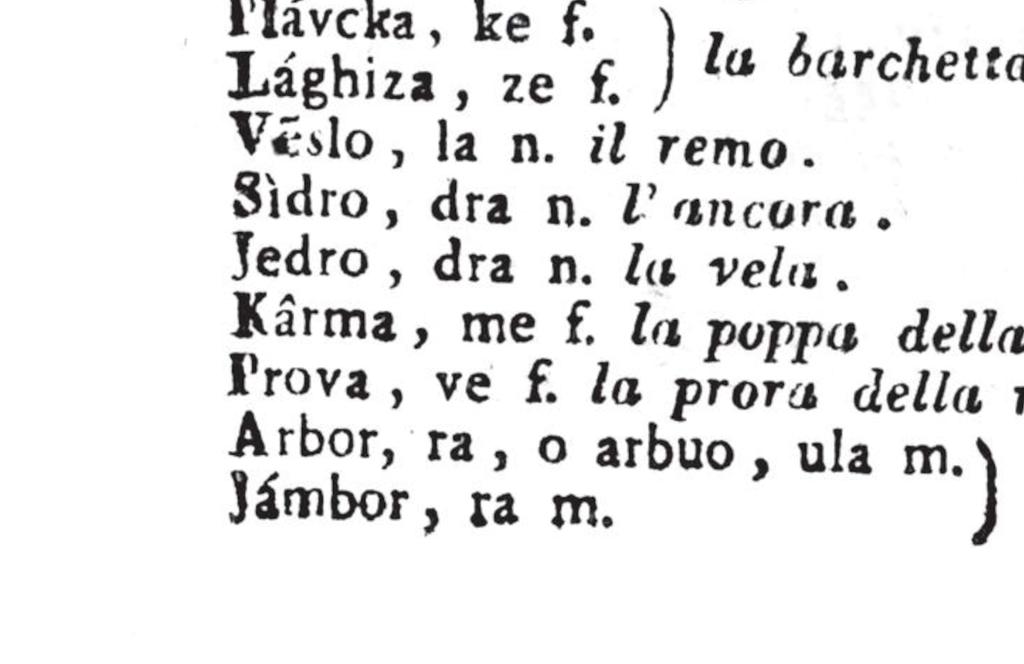 Plávcka, ke f. ) la barchetta
Lághiza, ze f.
Vēslo, la n. il remo.
Sìdro, dra n. l' ancora.
Jedro, dra n. la vela.
Kârma, me f. la poppa della
Prova, ve f. la prora della
Arbor, ra, o arbuo, ula m. )
Jámbor, ra m.